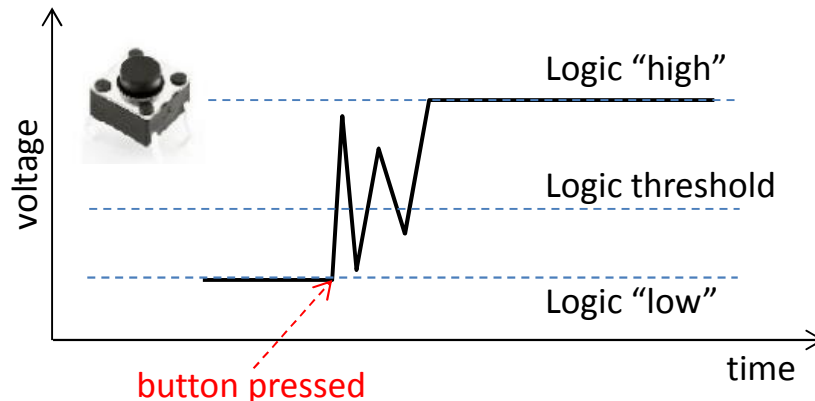 Logic “high”
voltage
Logic threshold
Logic “low”
time
button pressed